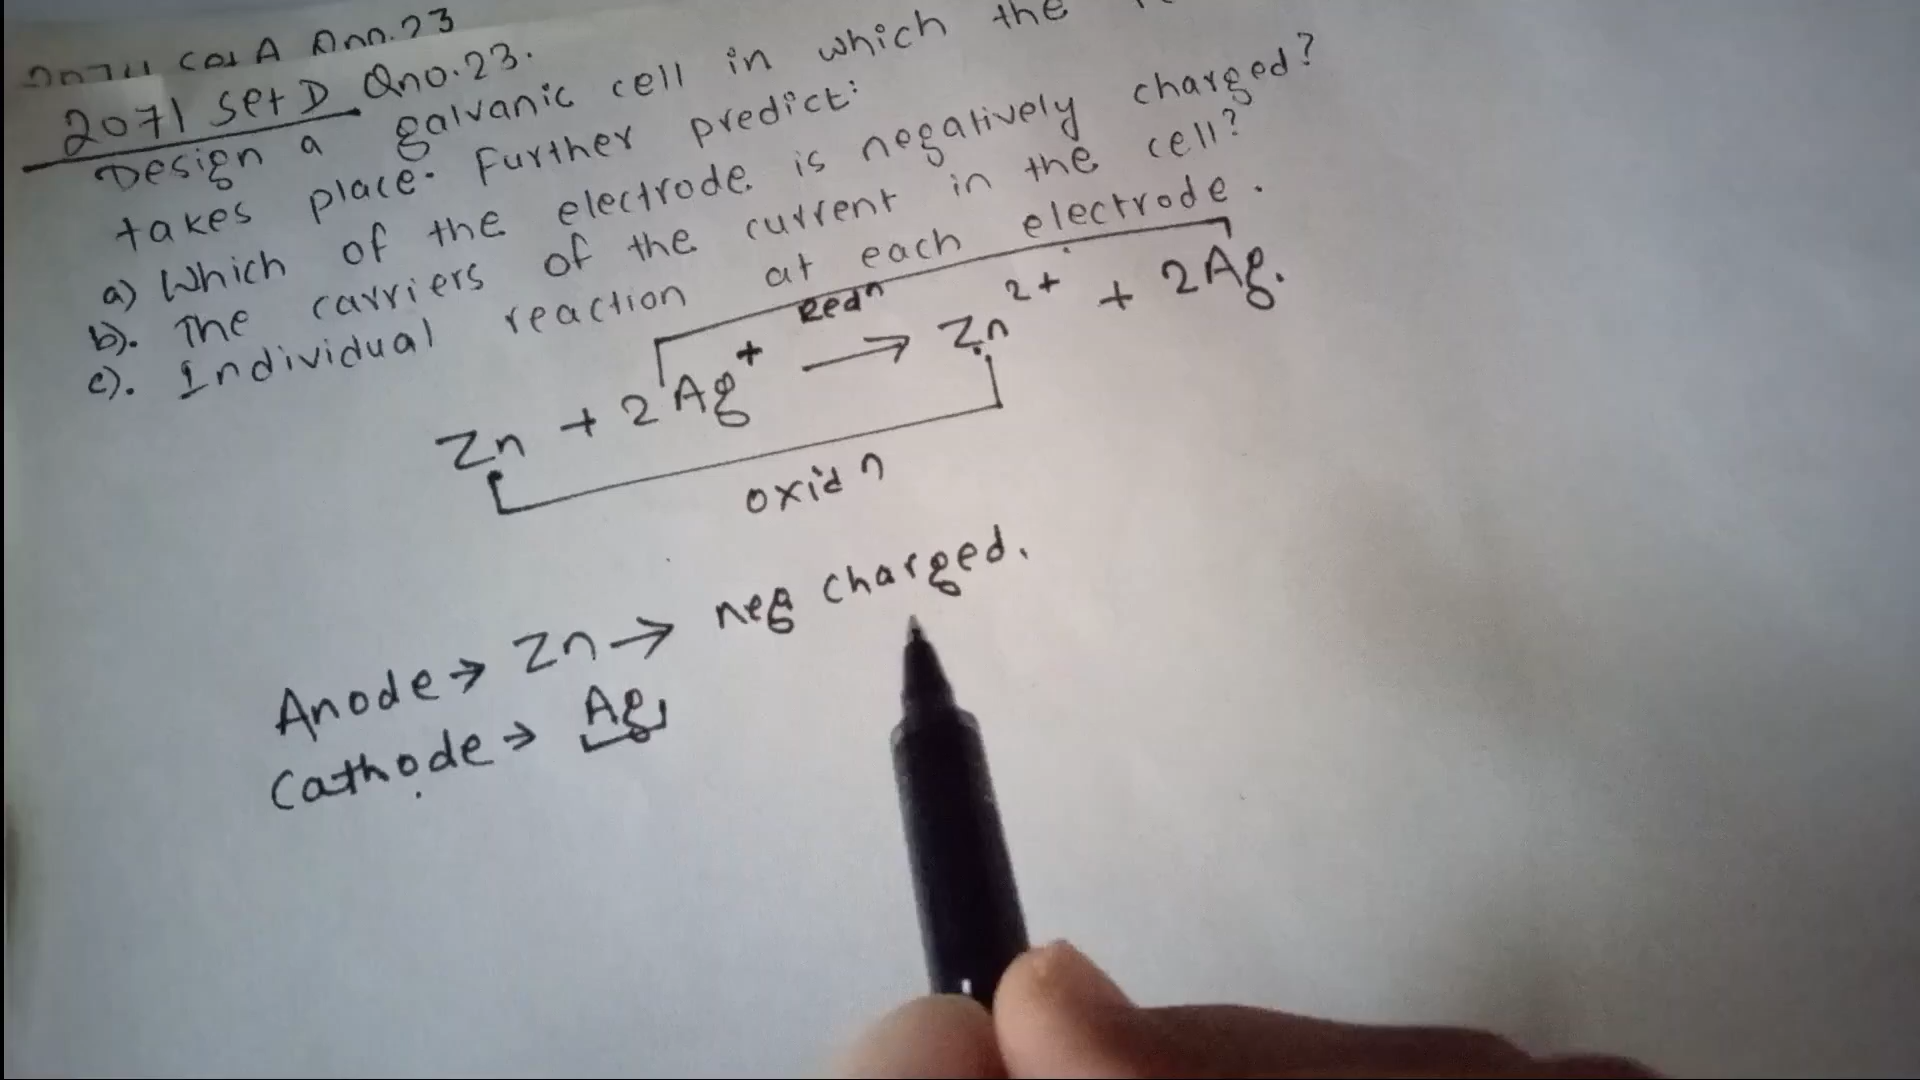 2071 Set D Qno.23.
Design a galvanic cell in which the
takes place. Further predict:
a) Which of the electrode is negatively charged?
b). The carriers of the current in the cell?
c). Individual reaction at each electrode.
Redn
Zn + 2Ag⁺ → Zn²⁺ + 2Ag.
oxidn
Anode → Zn → neg charged.
Cathode → Ag